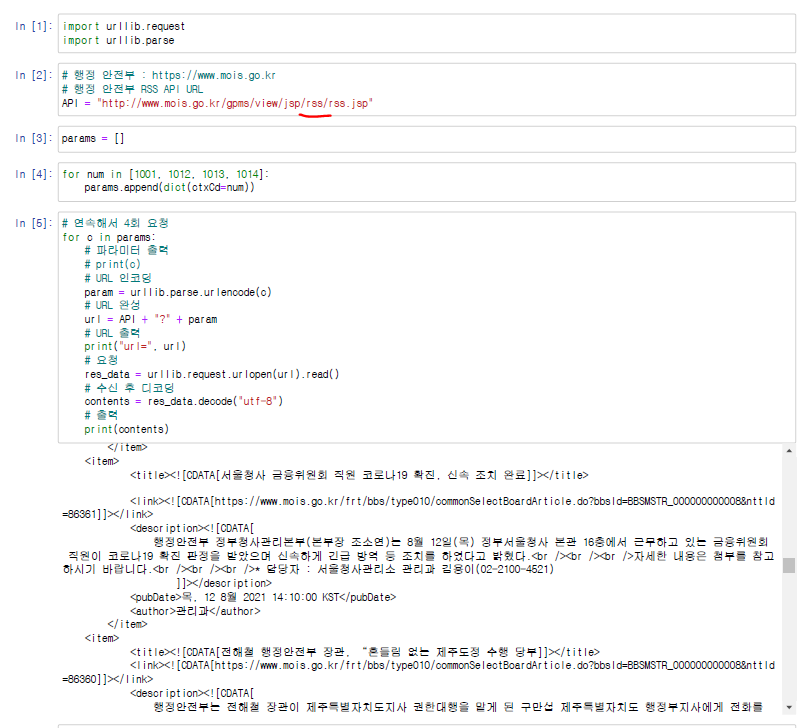 In [1]: import urllib.request
import urllib.parse
In [2]: # 행정 안전부 : https://www.mois.go.kr
# 행정 안전부 RSS API URL
API = "http://www.mois.go.kr/gpms/view/jsp/rss/rss.jsp"
In [3]: params = []
In [4]: for num in [1001, 1012, 1013, 1014]:
params.append(dict(ctxCd=num))
In [5]: # 연속해서 4회 요청
for c in params:
# 파라미터 출력
# print(c)
# URL 인코딩
param = urllib.parse.urlencode(c)
# URL 완성
url = API + "?" + param
# URL 출력
print("url=", url)
# 요청
res_data = urllib.request.urlopen(url).read()
# 수신 후 디코딩
contents = res_data.decode("utf-8")
# 출력
print(contents)
</item>
<item>
<title><![CDATA[서울청사 금융위원회 직원 코로나19 확진, 신속 조치 완료]]></title>
<link><![CDATA[https://www.mois.go.kr/frt/bbs/type010/commonSelectBoardArticle.do?bbsId=BBSMSTR_000000000008&nttId
=86361]]></link>
<description><![CDATA[
행정안전부 정부청사관리본부(본부장 조소연)는 8월 12일(목) 정부서울청사 본관 16층에서 근무하고 있는 금융위원회
직원이 코로나19 확진 판정을 받았으며 신속하게 긴급 방역 등 조치를 하였다고 밝혔다.<br /><br /><br />자세한 내용은 첨부를 참고
하시기 바랍니다.<br /><br /><br />* 담당자 : 서울청사관리소 관리과 길용이(02-2100-4521)
]]></description>
<pubDate>목, 12 8월 2021 14:10:00 KST</pubDate>
<author>관리과</author>
</item>
<item>
<title><![CDATA[전해철 행정안전부 장관, “흔들림 없는 제주도정 수행 당부]]></title>
<link><![CDATA[https://www.mois.go.kr/frt/bbs/type010/commonSelectBoardArticle.do?bbsId=BBSMSTR_000000000008&nttId
=86360]]></link>
<description><![CDATA[
행정안전부는 전해철 장관이 제주특별자치도지사 권한대행을 맡게 된 구만섭 제주특별자치도 행정부지사에게 전화를